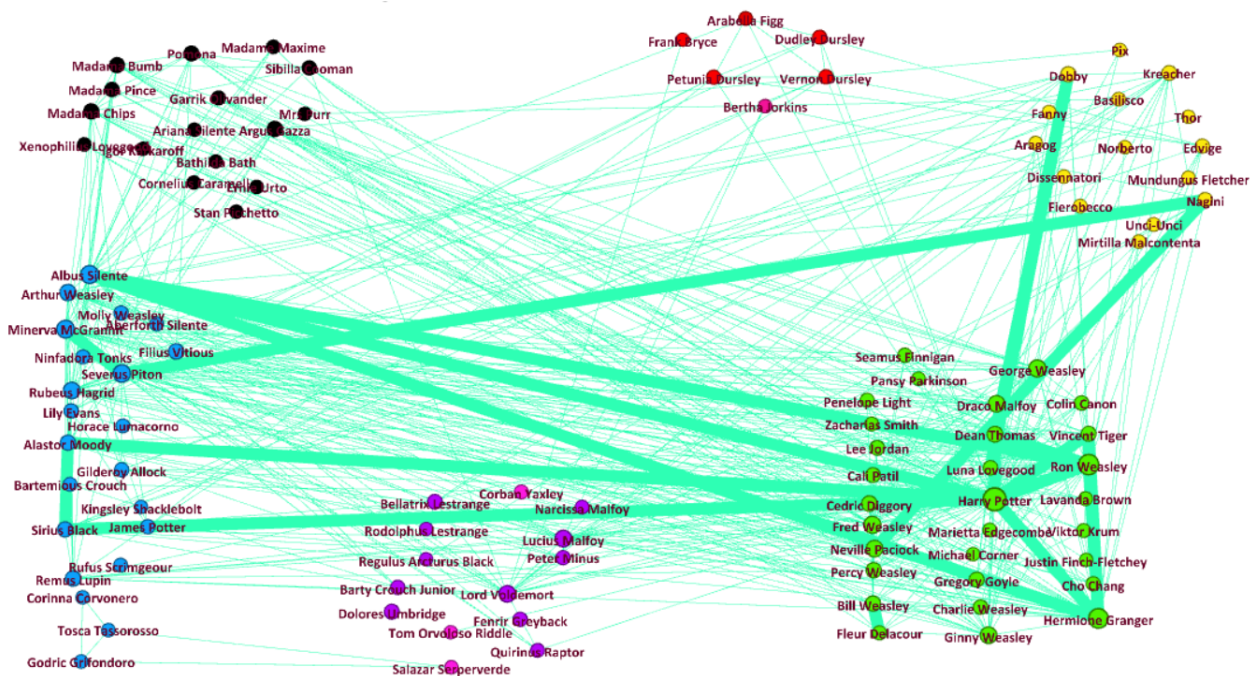 Arabella Figg
Frank Bryce
Dudley Dursley
Petunia Dursley
Vernon Dursley
Bertha Jorkins
Madama Maxime
Pomona
Madama Bumb
Sibilla Cooman
Madama Pince
Garrik Olivander
Madama Chips
Mrs Purr
Ariana Silente
Argus Gazza
Xenophilius Lovegood
Igor Karkaroff
Bathilda Bath
Cornelius Caramell
Urto
Stan Picchetto
Pix
Dobby
Kreacher
Basilisco
Fanny
Thor
Aragog
Norberto
Edvige
Dissennatori
Mundungus Fletcher
Fierobecco
Nagini
Unci-Unci
Mirtilla Malcontenta
Albus Silente
Arthur Weasley
Molly Weasley
Aberforth Silente
Minerva McGrannit
Ninfadora Tonks
Filius Vitious
Severus Piton
Rubeus Hagrid
Lily Evans
Horace Lumacorno
Alastor Moody
Gilderoy Allock
Bartemious Crouch
Kingsley Shacklebolt
Sirius Black
James Potter
Rufus Scrimgeour
Remus Lupin
Corinna Corvonero
Tosca Tassorosso
Godric Grifondoro
Corban Yaxley
Bellatrix Lestrange
Narcissa Malfoy
Rodolphus Lestrange
Lucius Malfoy
Regulus Arcturus Black
Peter Minus
Barty Crouch Junior
Lord Voldemort
Dolores Umbridge
Fenrir Greyback
Tom Orvoloso Riddle
Quirinus Raptor
Salazar Serperverde
Seamus Finnigan
George Weasley
Pansy Parkinson
Penelope Light
Draco Malfoy
Colin Canon
Zacharias Smith
Dean Thomas
Vincent Tiger
Lee Jordan
Luna Lovegood
Ron Weasley
Cali Patil
Harry Potter
Lavanda Brown
Cedric Diggory
Fred Weasley
Marietta Edgecombe
Viktor Krum
Neville Paciock
Michael Corner
Justin Finch-Fletchey
Percy Weasley
Gregory Goyle
Cho Chang
Bill Weasley
Charlie Weasley
Hermione Granger
Fleur Delacour
Ginny Weasley